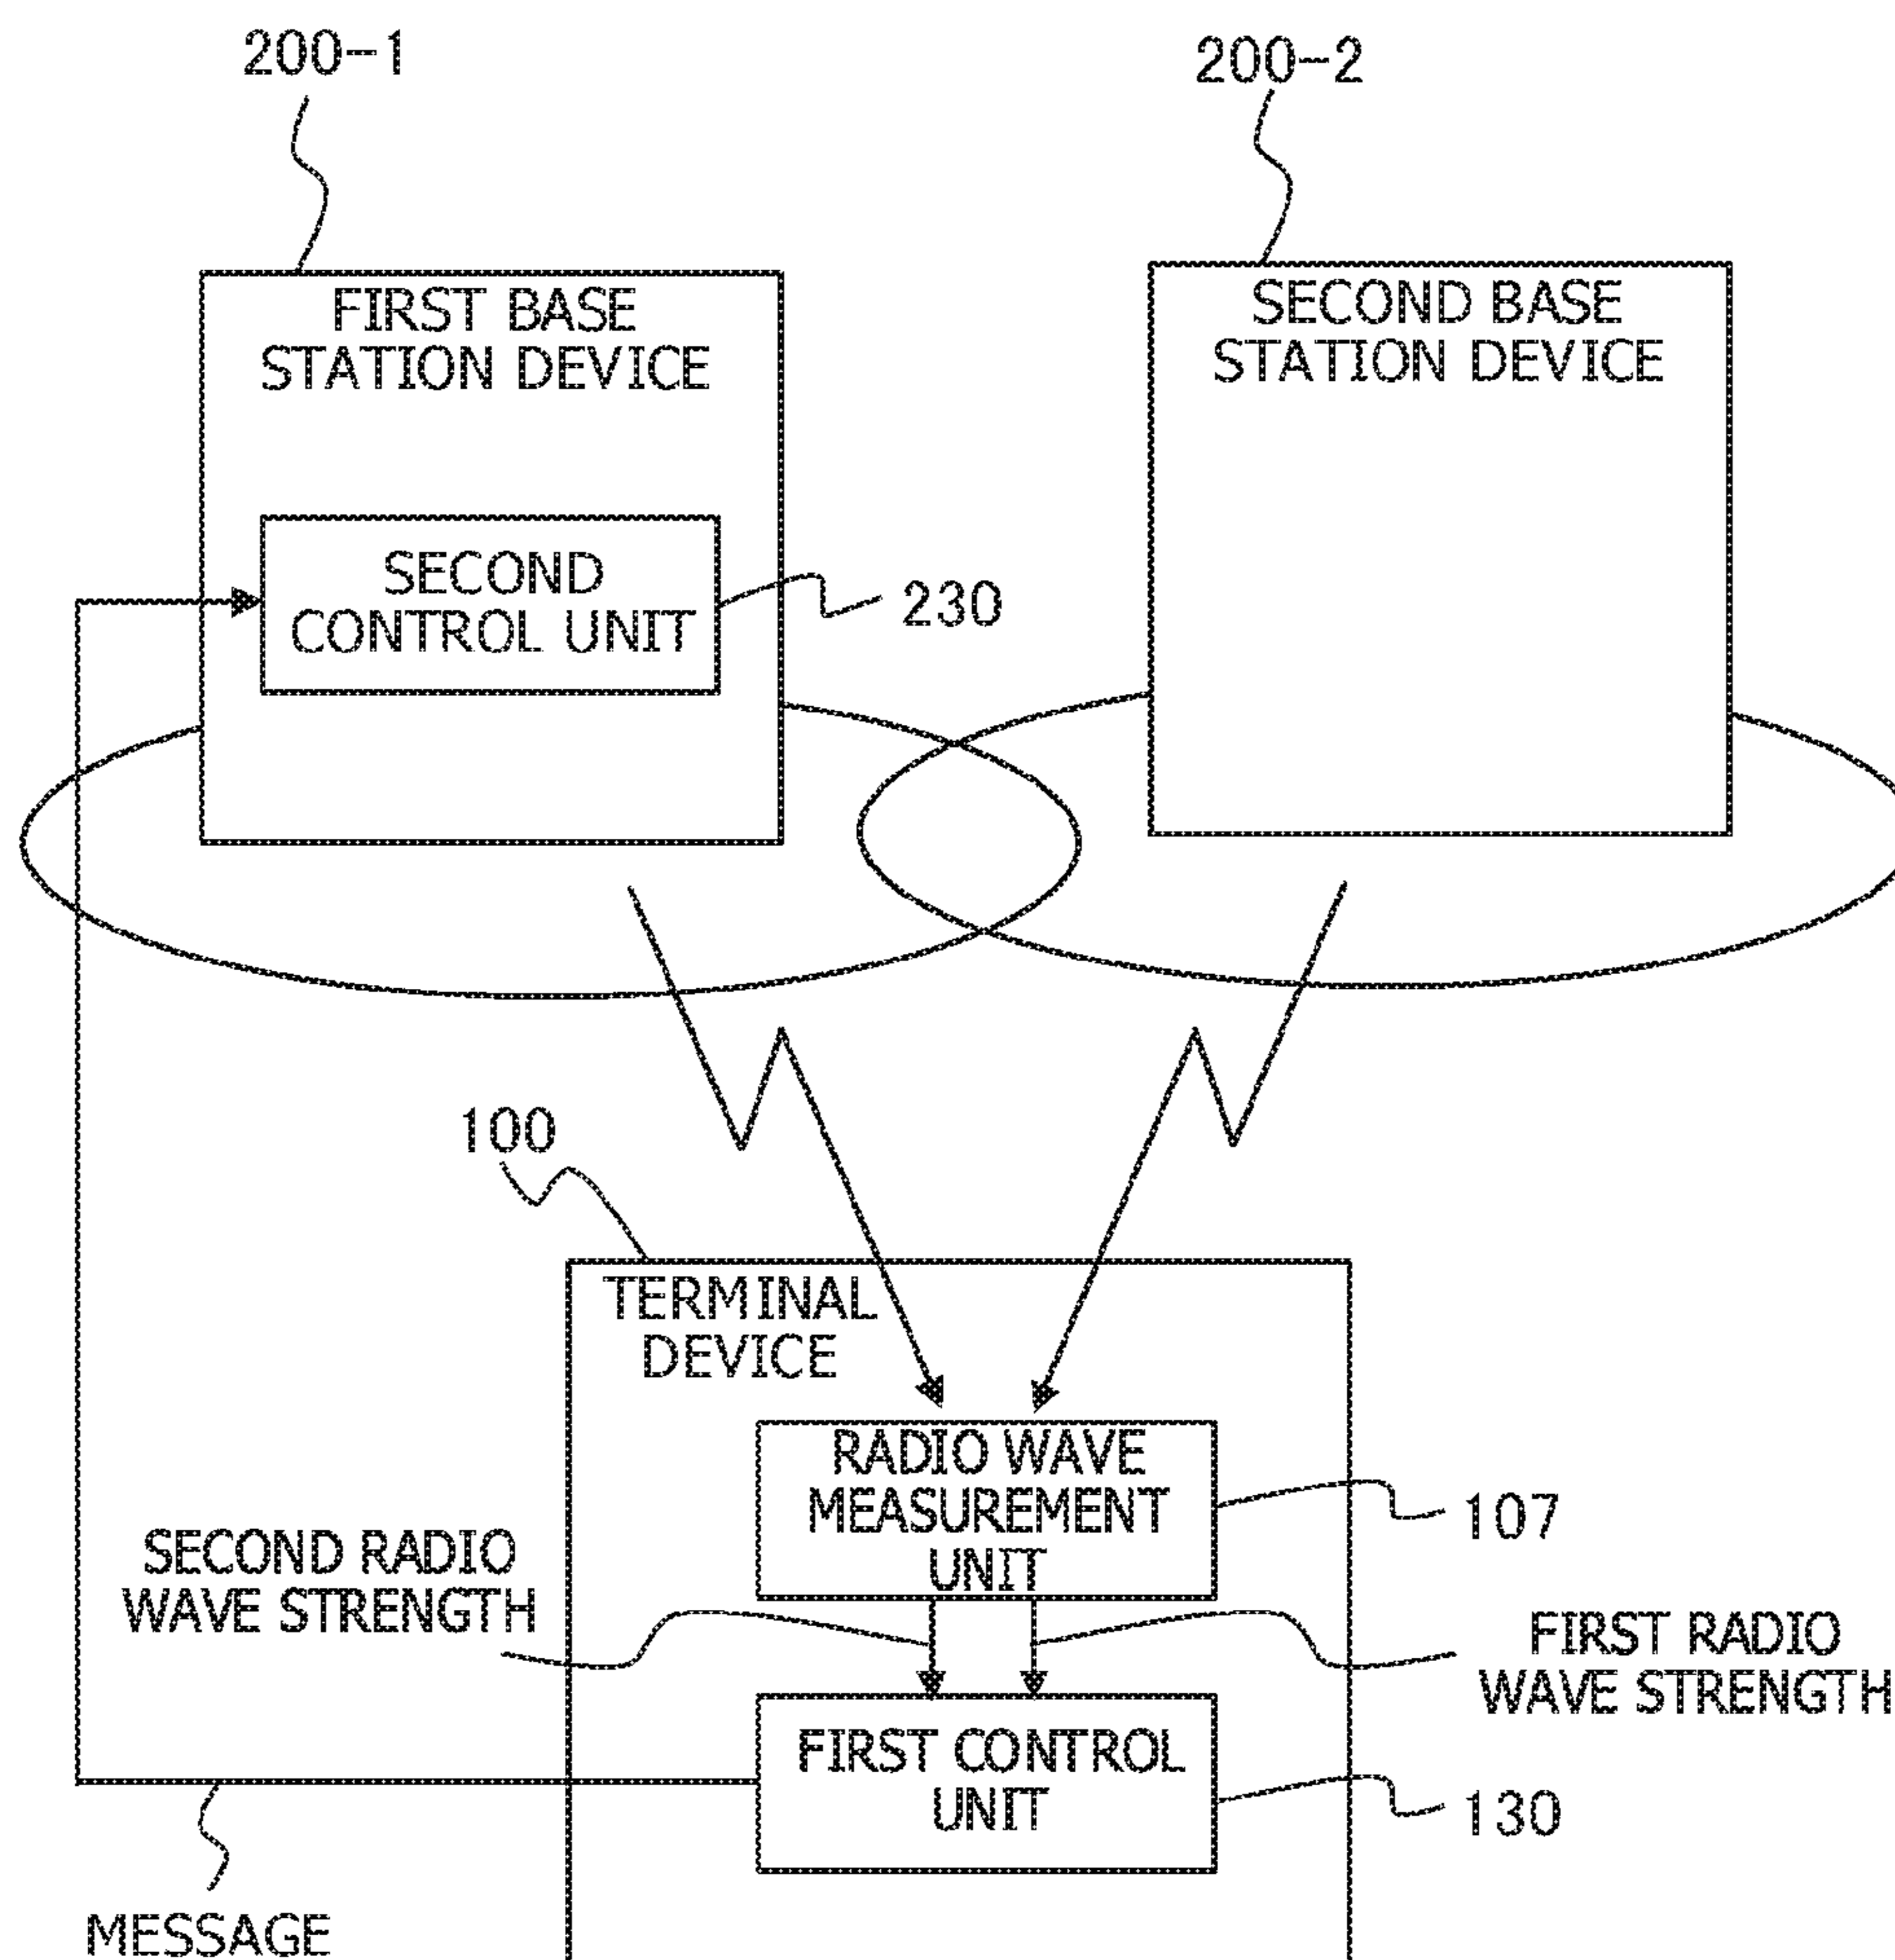 200-1
200-2
FIRST BASE
STATION DEVICE
SECOND BASE
STATION DEVICE
SECOND
CONTROL UNIT
230
100
TERMINAL
DEVICE
RADIO WAVE
MEASUREMENT
UNIT
107
SECOND RADIO
WAVE STRENGTH
FIRST RADIO
WAVE STRENGTH
FIRST CONTROL
UNIT
130
MESSAGE